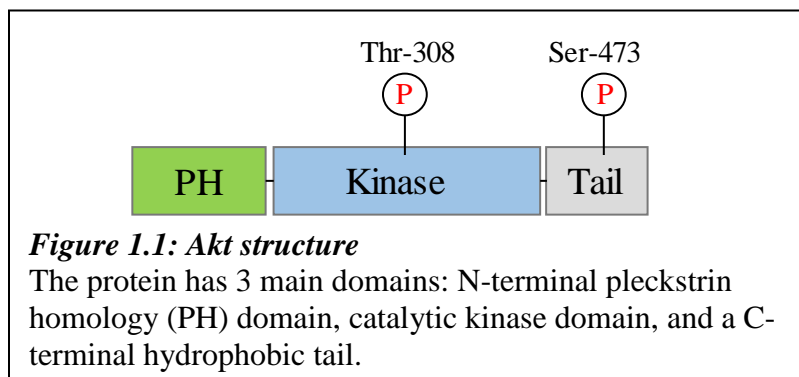 Thr-308 Ser-473
P P
PH Kinase Tail
Figure 1.1: Akt structure
The protein has 3 main domains: N-terminal pleckstrin
homology (PH) domain, catalytic kinase domain, and a C-
terminal hydrophobic tail.